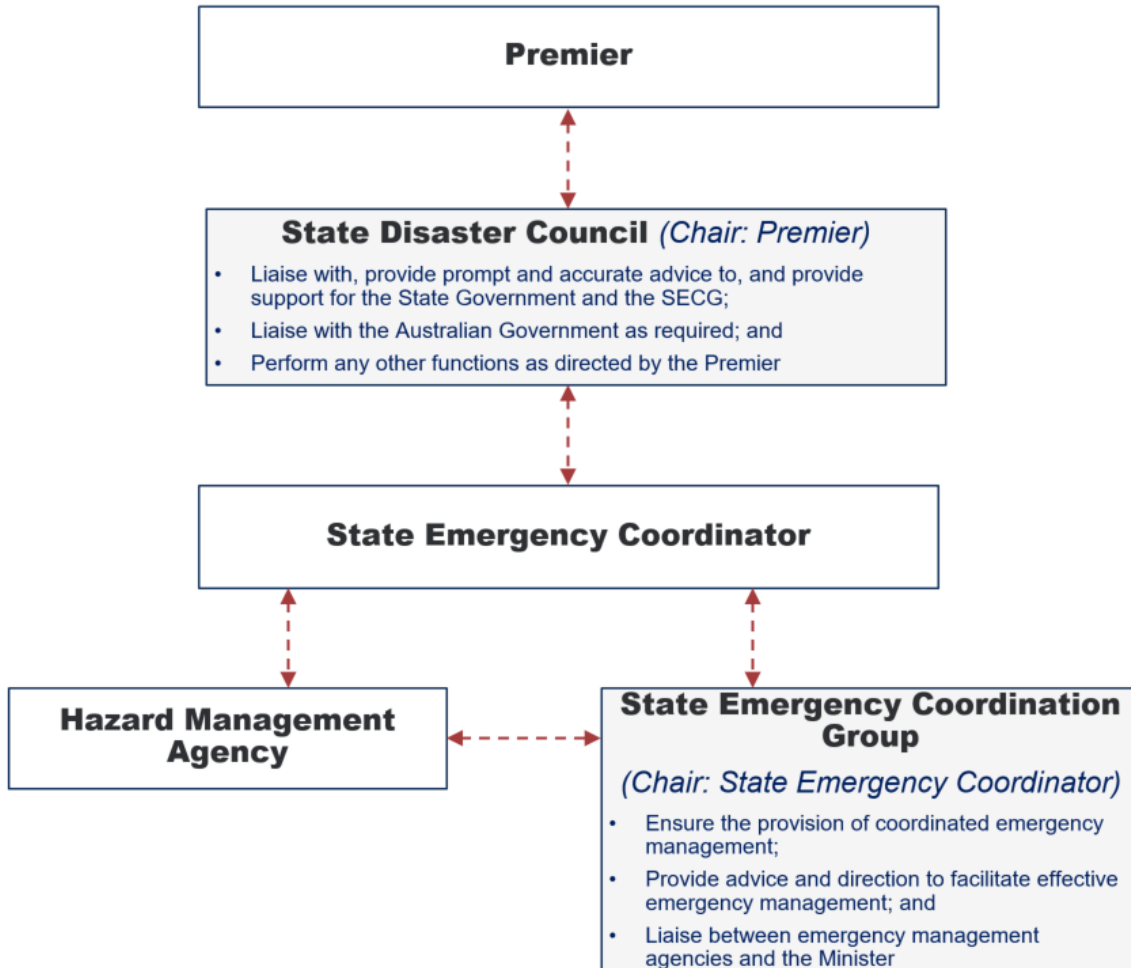 Premier
State Disaster Council (Chair: Premier)
• Liaise with, provide prompt and accurate advice to, and provide
support for the State Government and the SECG;
• Liaise with the Australian Government as required; and
• Perform any other functions as directed by the Premier
State Emergency Coordinator
Hazard Management
Agency
State Emergency Coordination
Group
(Chair: State Emergency Coordinator)
• Ensure the provision of coordinated emergency
management;
• Provide advice and direction to facilitate effective
emergency management; and
• Liaise between emergency management
agencies and the Minister